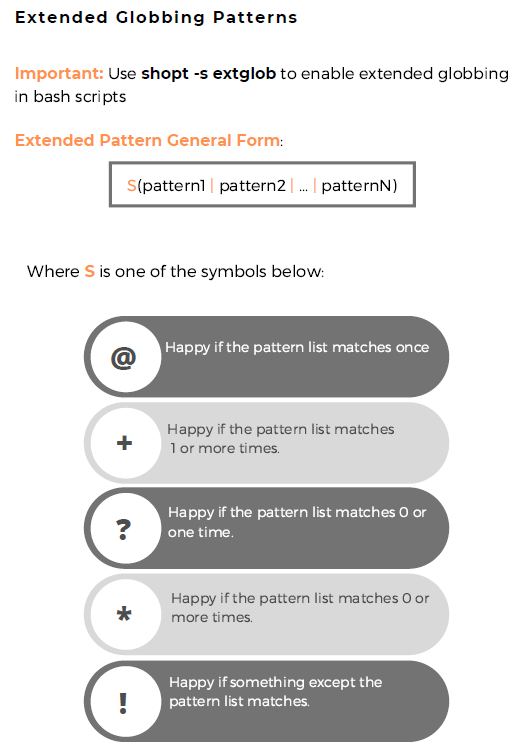 Extended Globbing Patterns
Important: Use shopt -s extglob to enable extended globbing
in bash scripts
Extended Pattern General Form:
S(pattern1 | pattern2 | ... | patternN)
Where S is one of the symbols below:
@
Happy if the pattern list matches once
+
Happy if the pattern list matches
1 or more times.
?
Happy if the pattern list matches 0 or
one time.
*
Happy if the pattern list matches 0 or
more times.
!
Happy if something except the
pattern list matches.